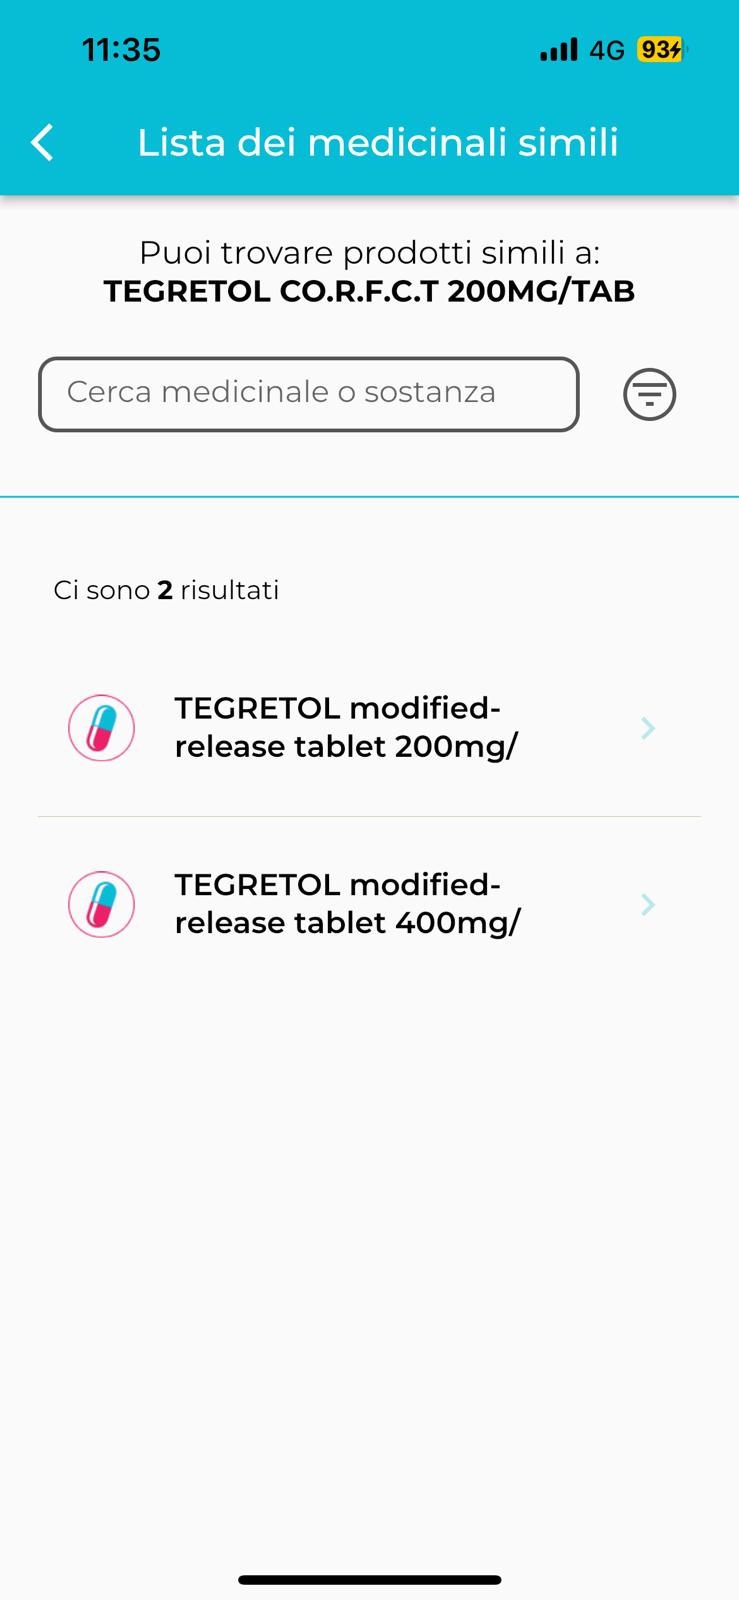 11:35
4G 93
Lista dei medicinali simili
Puoi trovare prodotti simili a:
TEGRETOL CO.R.F.C.T 200MG/TAB
Cerca medicinale o sostanza
Ci sono 2 risultati
TEGRETOL modified-
release tablet 200mg/
TEGRETOL modified-
release tablet 400mg/